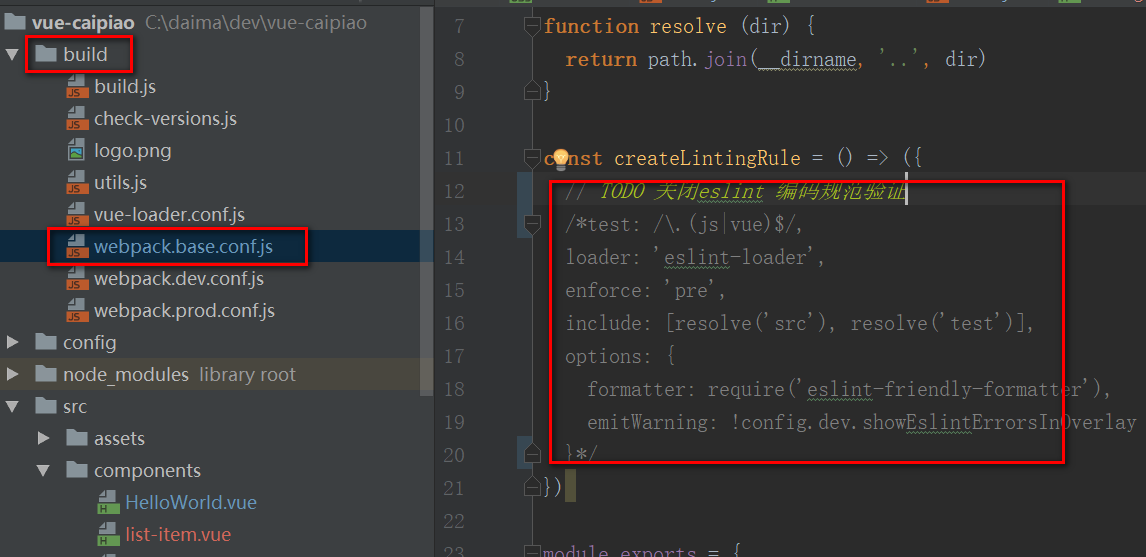 vue-caipiao C:\daima\dev\vue-caipiao
build
build.js
check-versions.js
logo.png
utils.js
vue-loader.conf.js
webpack.base.conf.js
webpack.dev.conf.js
webpack.prod.conf.js
config
node_modules library root
src
assets
components
HelloWorld.vue
list-item.vue
7 function resolve (dir) {
8 return path.join(__dirname, '..', dir)
9 }
10
11 const createLintingRule = () => ({
12 // TODO 关闭eslint 编码规范验证
13 /*test: /\.(js|vue)$/,
14 loader: 'eslint-loader',
15 enforce: 'pre',
16 include: [resolve('src'), resolve('test')],
17 options: {
18 formatter: require('eslint-friendly-formatter'),
19 emitWarning: !config.dev.showEslintErrorsInOverlay
20 }*/
21 })
22
23 module.exports = {